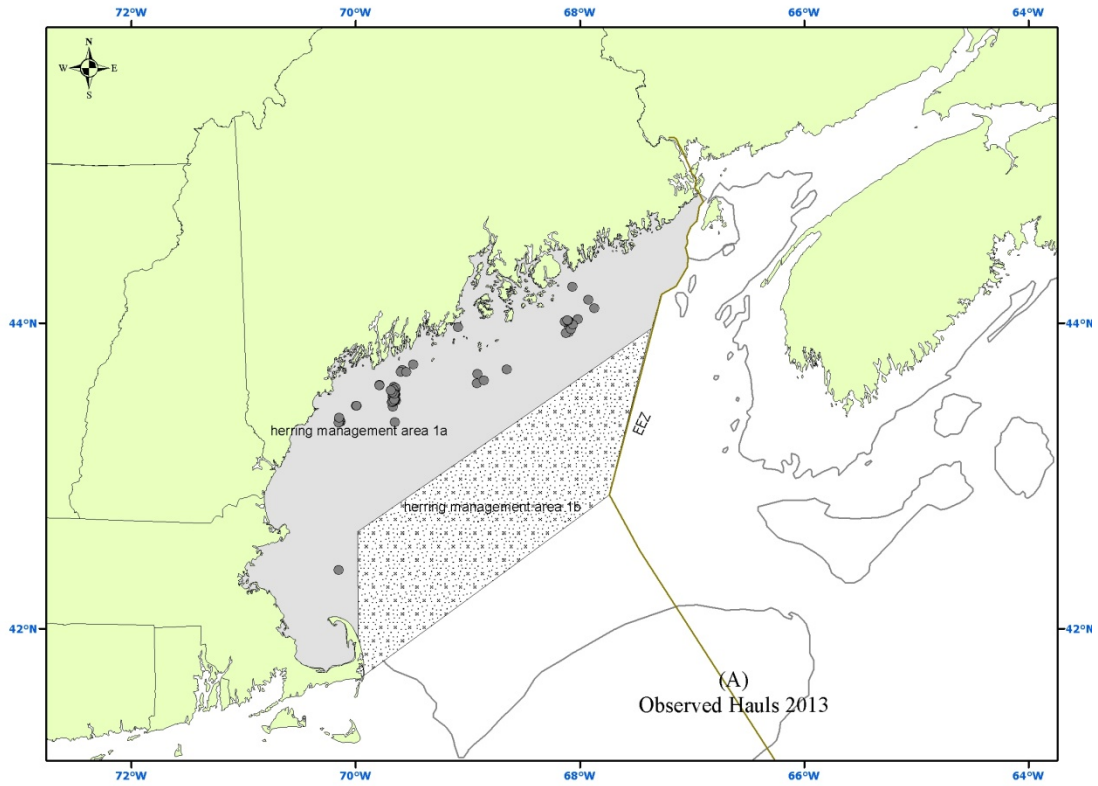 72°W 70°W 68°W 66°W 64°W
N
W E
S
44°N 44°N
EEZ
herring management area 1a
herring management area 1b
42°N 42°N
(A)
Observed Hauls 2013
72°W 70°W 68°W 66°W 64°W